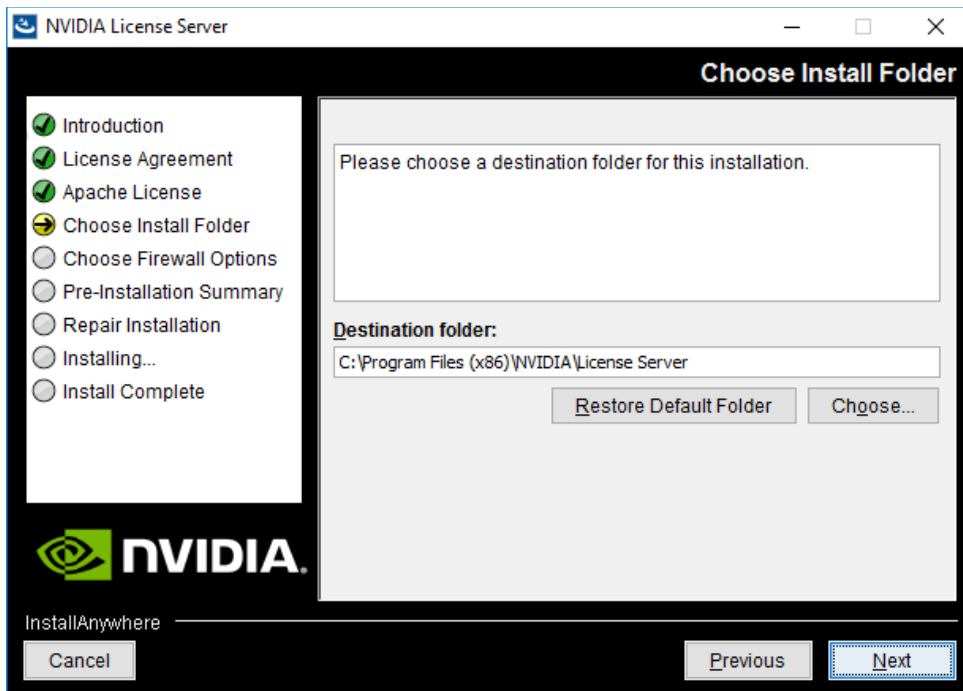 NVIDIA License Server
Choose Install Folder
Introduction
License Agreement
Apache License
Choose Install Folder
Choose Firewall Options
Pre-Installation Summary
Repair Installation
Installing...
Install Complete
Please choose a destination folder for this installation.
Destination folder:
C:\Program Files (x86)\NVIDIA\License Server
Restore Default Folder
Choose...
NVIDIA.
InstallAnywhere
Cancel
Previous
Next